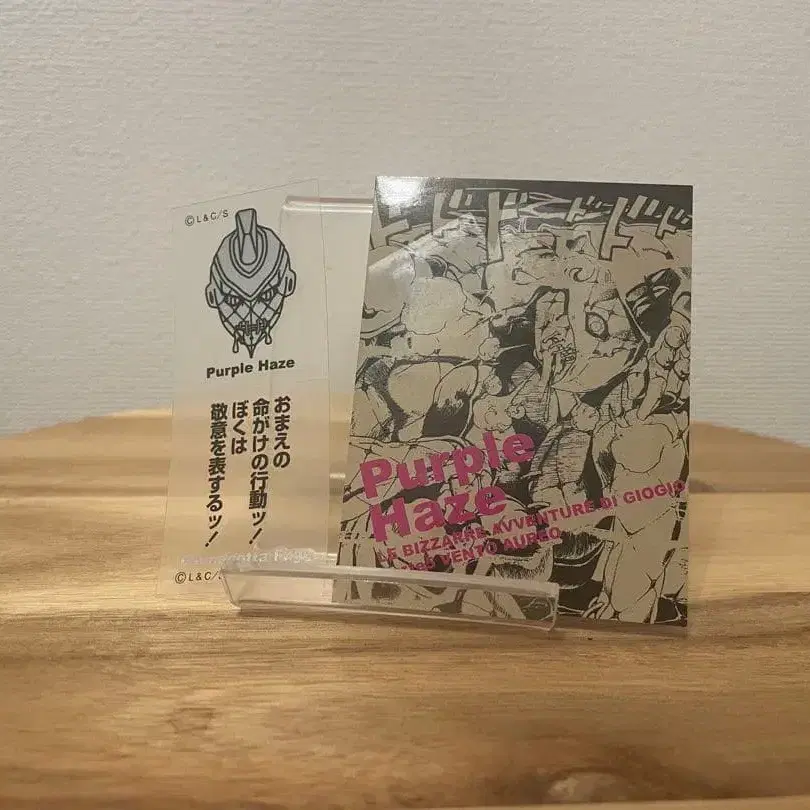 ©L&C/S
Purple Haze
おまえの
命がけの行動ッ!
ぼくは
敬意を表するッ!
©L&C/S
ドドドドドド
Purple
Haze
LE BIZZARRE AVVENTURE DI GIOGIO
VENTO AUREO